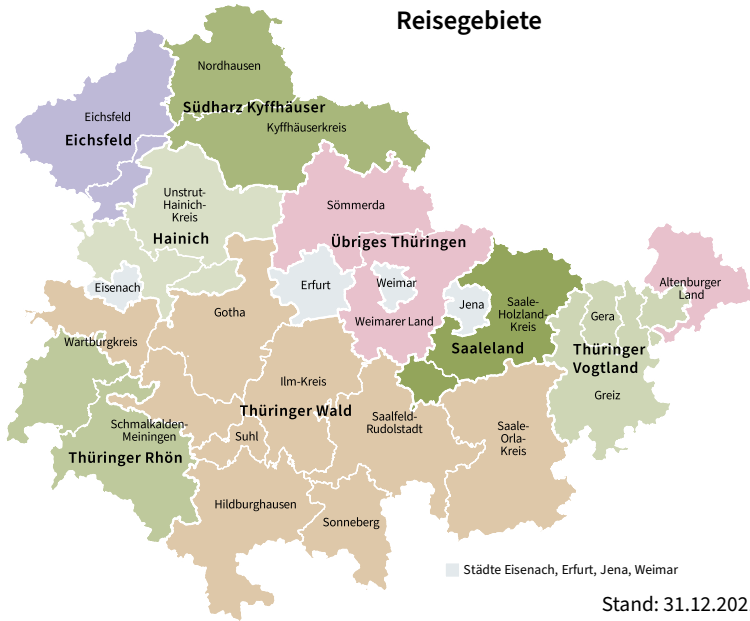 Reisegebiete
Nordhausen
Südharz Kyffhäuser
Kyffhäuserkreis
Eichsfeld
Eichsfeld
Unstrut-
Hainich-
Kreis
Hainich
Sömmerda
Übriges Thüringen
Eisenach
Erfurt
Weimar
Weimarer Land
Jena
Saale-
Holzland-
Kreis
Saaleland
Altenburger
Land
Gera
Thüringer
Vogtland
Greiz
Gotha
Wartburgkreis
Ilm-Kreis
Thüringer Wald
Schmalkalden-
Meiningen
Thüringer Rhön
Suhl
Saalfeld-
Rudolstadt
Saale-
Orla-
Kreis
Hildburghausen
Sonneberg
Städte Eisenach, Erfurt, Jena, Weimar
Stand: 31.12.202